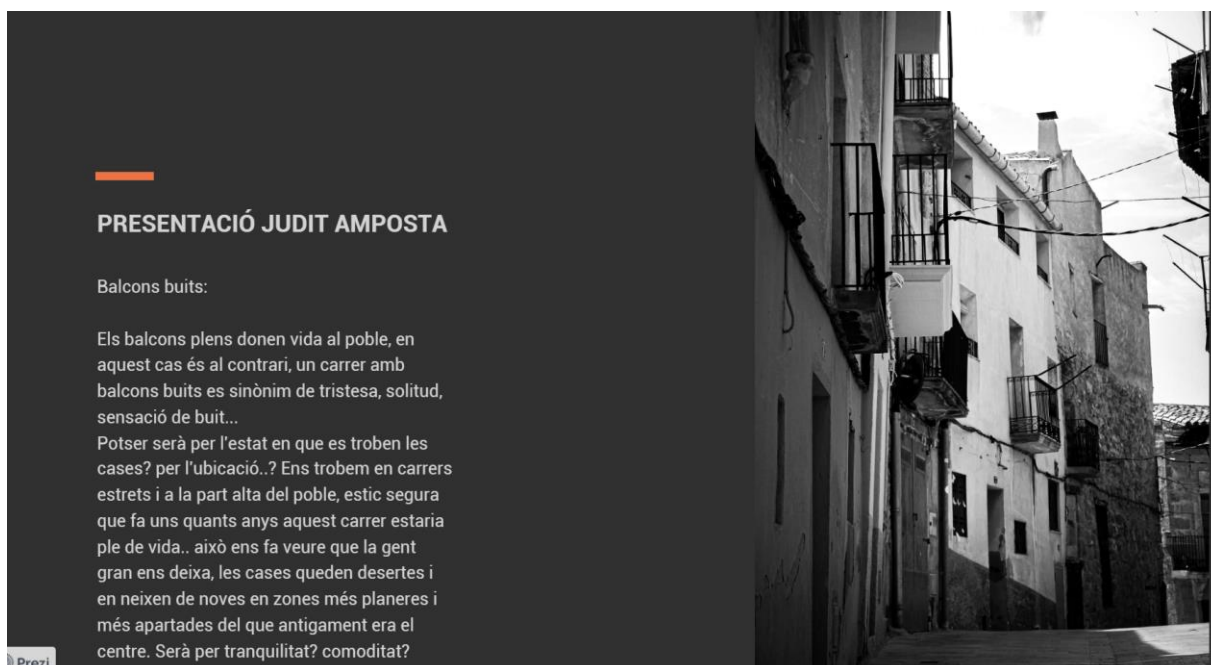 PRESENTACIÓ JUDIT AMPOSTA
Balcons buits:
Els balcons plens donen vida al poble, en
aquest cas és al contrari, un carrer amb
balcons buits es sinònim de tristesa, solitud,
sensació de buit...
Potser serà per l'estat en que es troben les
cases? per l'ubicació..? Ens trobem en carrers
estrets i a la part alta del poble, estic segura
que fa uns quants anys aquest carrer estaria
ple de vida.. això ens fa veure que la gent
gran ens deixa, les cases queden desertes i
en neixen de noves en zones més planeres i
més apartades del que antigament era el
centre. Serà per tranquilitat? comoditat?
Prezi